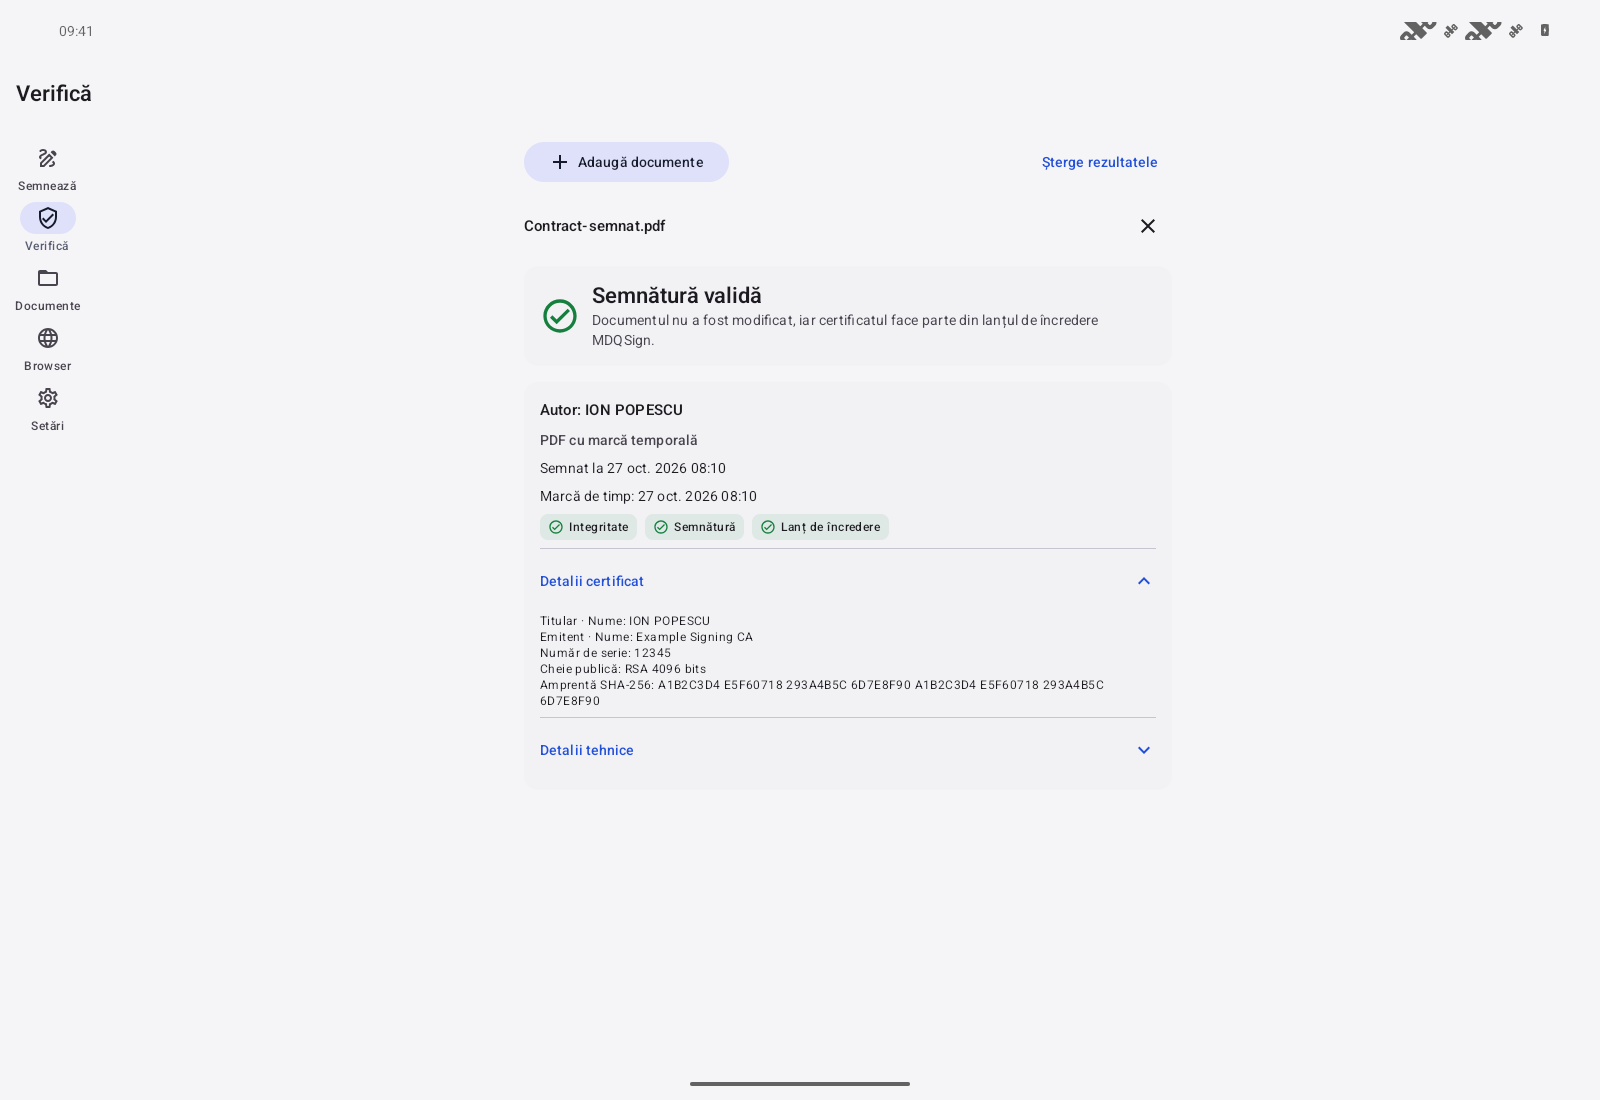 09:41
Verifică
Semnează
Verifică
Documente
Browser
Setări
Adaugă documente
Șterge rezultatele
Contract-semnat.pdf
Semnătură validă
Documentul nu a fost modificat, iar certificatul face parte din lanțul de încredere
MDQSign.
Autor: ION POPESCU
PDF cu marcă temporală
Semnat la 27 oct. 2026 08:10
Marcă de timp: 27 oct. 2026 08:10
Integritate
Semnătură
Lanț de încredere
Detalii certificat
Titular · Nume: ION POPESCU
Emitent · Nume: Example Signing CA
Număr de serie: 12345
Cheie publică: RSA 4096 bits
Amprentă SHA-256: A1B2C3D4 E5F60718 293A4B5C 6D7E8F90 A1B2C3D4 E5F60718 293A4B5C
6D7E8F90
Detalii tehnice